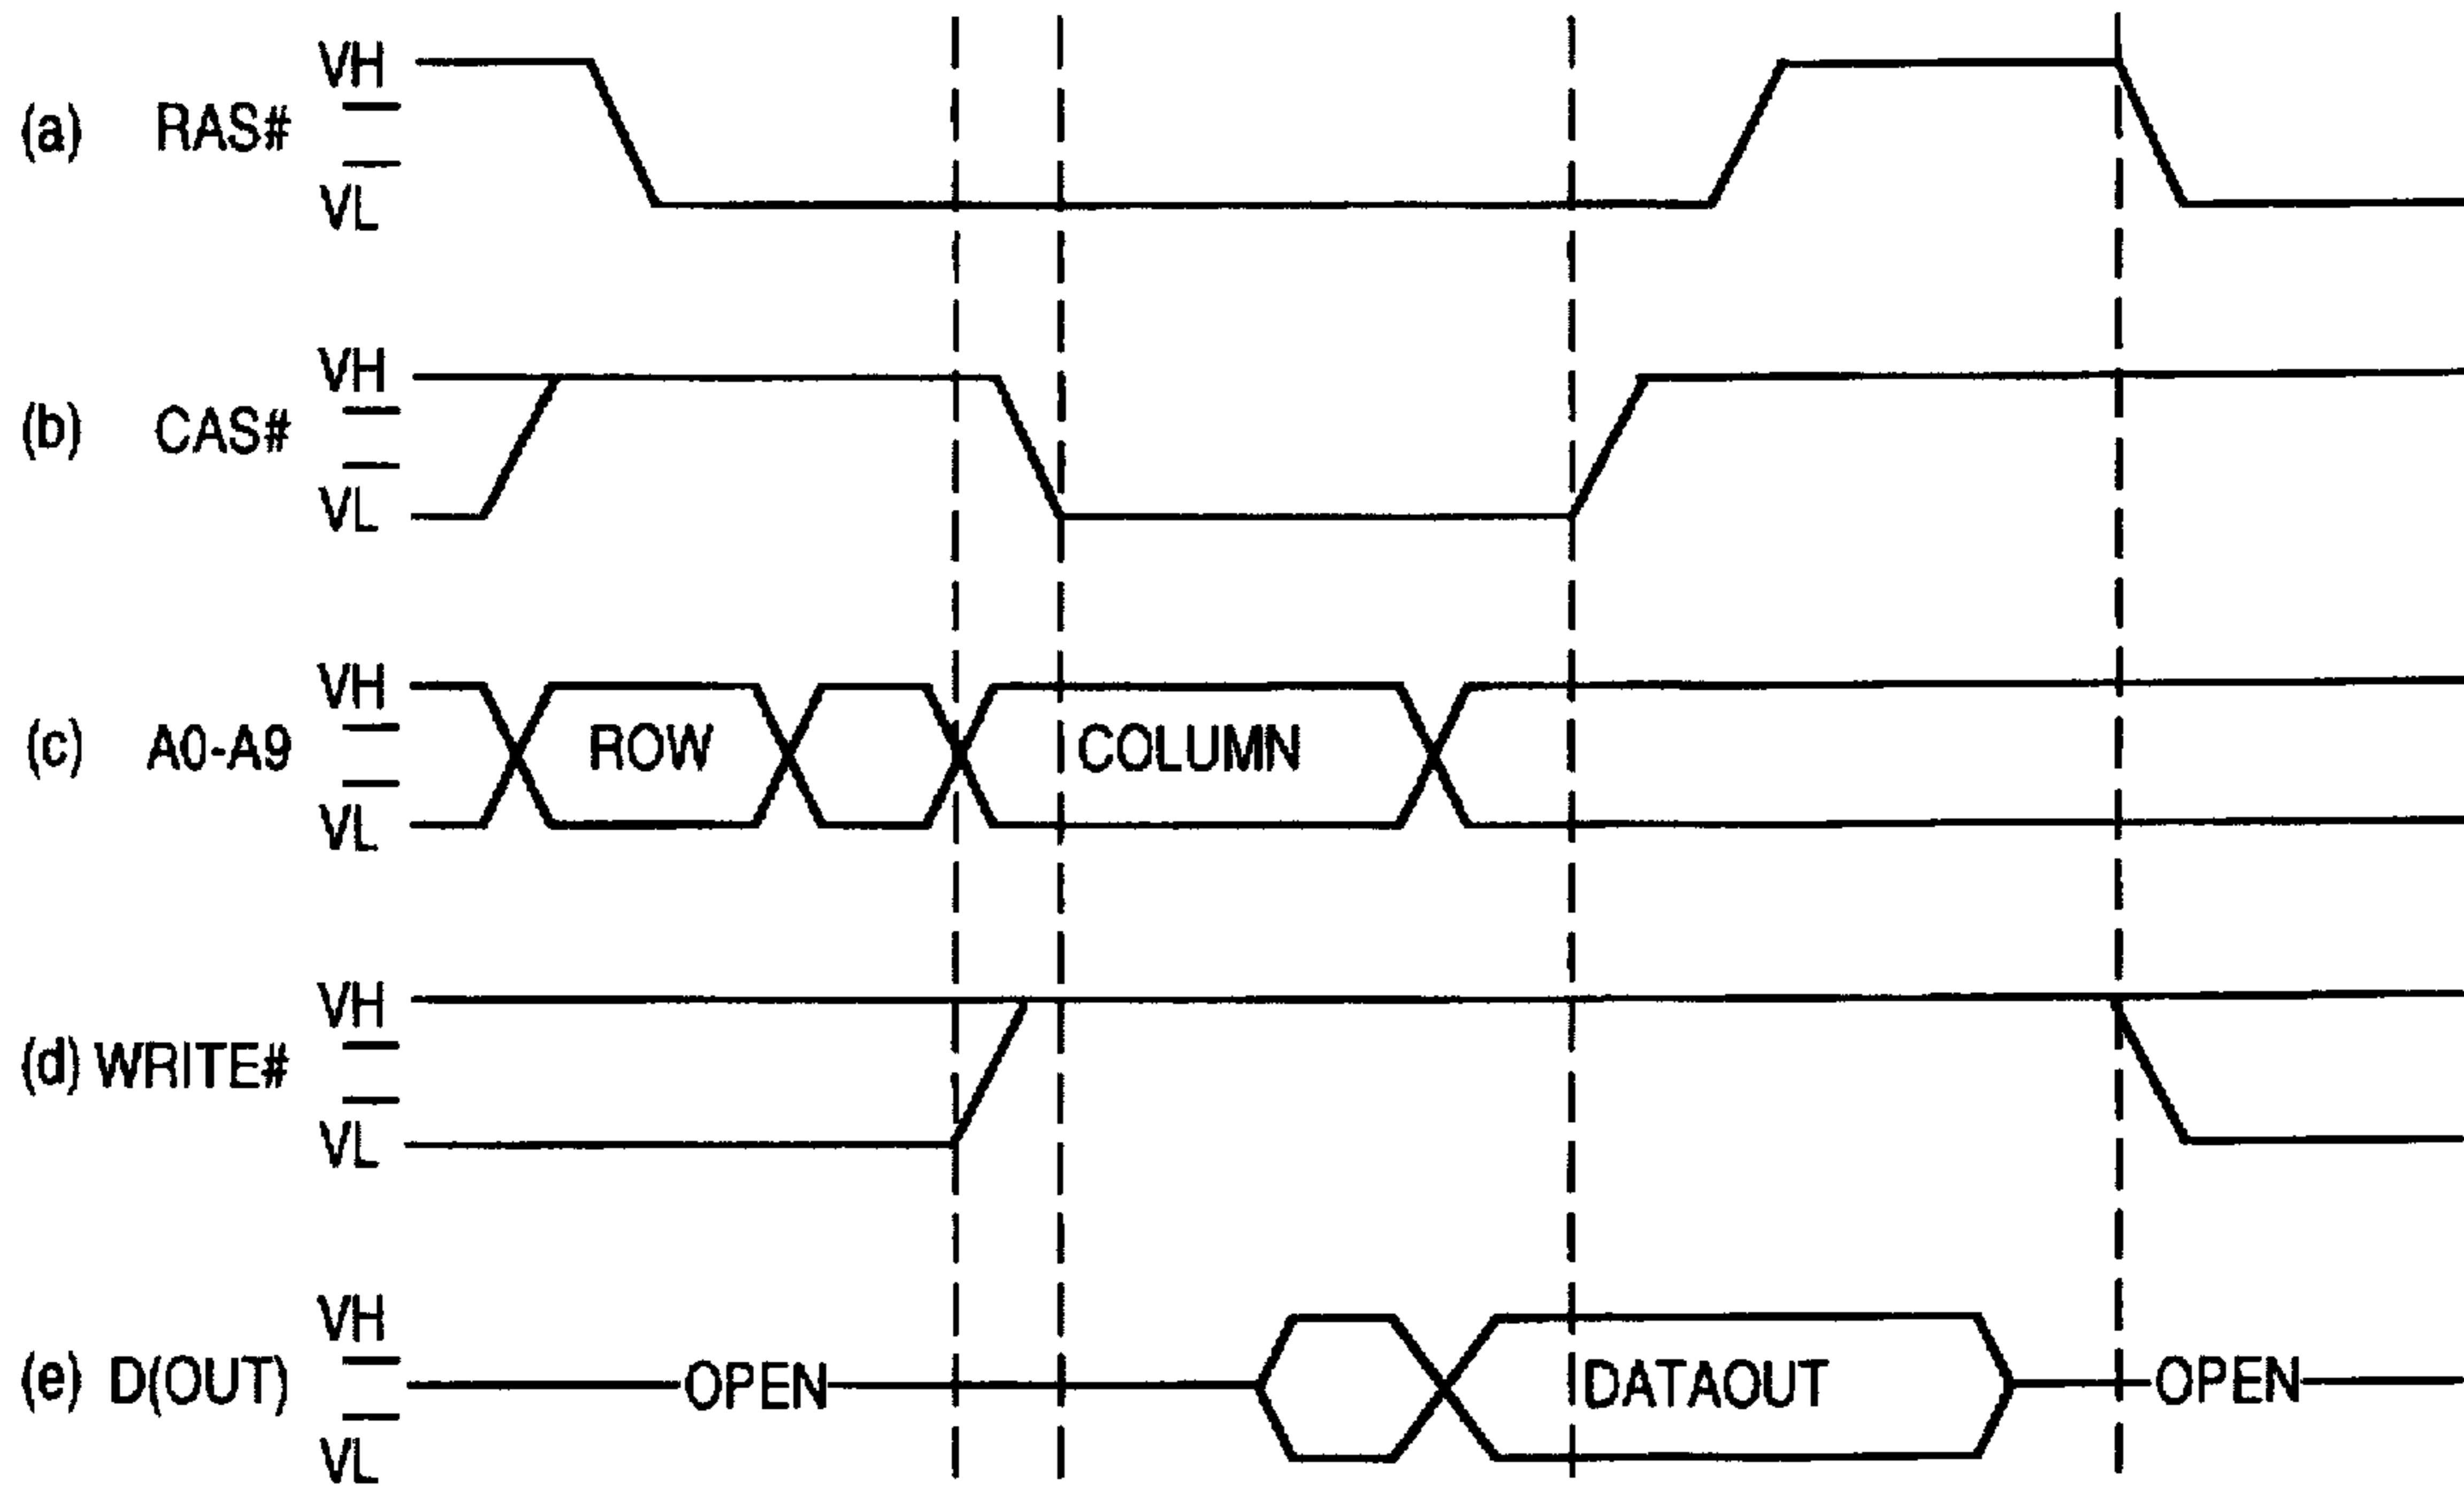 VH
(a) RAS#
VL
VH
(b) CAS#
VL
VH
(c) A0-A9 ROW COLUMN
VL
VH
(d) WRITE#
VL
VH
(e) D(OUT) OPEN DATAOUT OPEN
VL